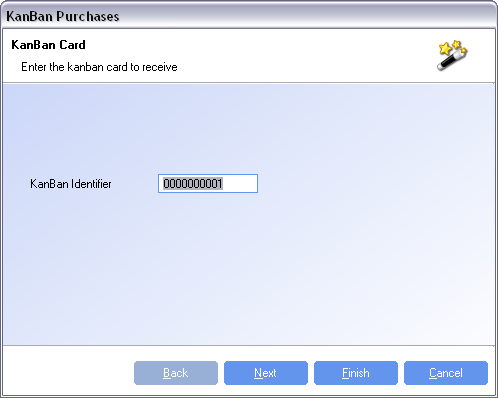 KanBan Purchases
KanBan Card
Enter the kanban card to receive
KanBan Identifier 0000000001
Back Next Finish Cancel